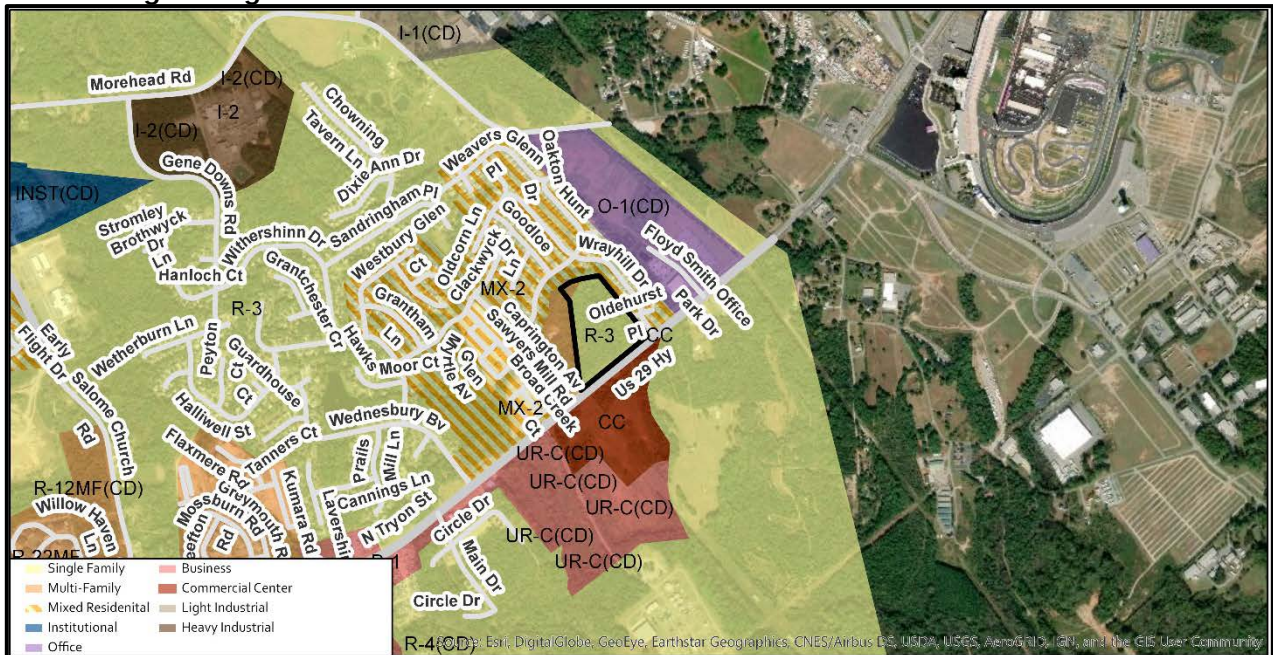 I-1(CD)
Morehead Rd
I-2(CD)
I-2
I-2(CD)
Chowning
Tavern Ln
Dixie Ann Dr
Weavers Glenn
Pl
Dr
Oakton Hunt
INST(CD)
Gene Downs Rd
Sandringham Pl
O-1(CD)
Stromley
Brothwyck
Dr
Ln
Hanloch Ct
Withershinn Dr
Westbury Glen
Ct
Oldcorn Ln
Goodloe
Dr
Clackwyck
Ln
Wrayhill Dr
Floyd Smith Office
Park Dr
Grantchester Cr
MX-2
Oldehurst
Pl
R-3
R-3
CC
Us 29 Hy
Grantham
Ln
Early
Flight Dr
Wetherburn Ln
Peyton
Ct
Guardhouse
Ct
Hawks
Moor Ct
Glen
Myrtle Av
Caprington Av
Sawyers Mill Rd
Broad Creek
Ct
MX-2
CC
Salome Church
Rd
Halliwell St
Wednesbury Bv
UR-C(CD)
UR-C(CD)
UR-C(CD)
UR-C(CD)
UR-C(CD)
Flaxmere Rd
Tanners Ct
Prails
Mill Ln
Cannings Ln
Kumara Rd
N Tryon St
Circle Dr
Main Dr
Circle Dr
R-12MF(CD)
Willow Haven
Ln
Greymouth R
Mossburn Rd
Rd
R-22MF
R-4(CD)
Single Family
Multi-Family
Mixed Residential
Institutional
Office
Business
Commercial Center
Light Industrial
Heavy Industrial
Source: Esri, DigitalGlobe, GeoEye, Earthstar Geographics, CNES/Airbus DS, USDA, USGS, AeroGRID, IGN, and the GIS User Community